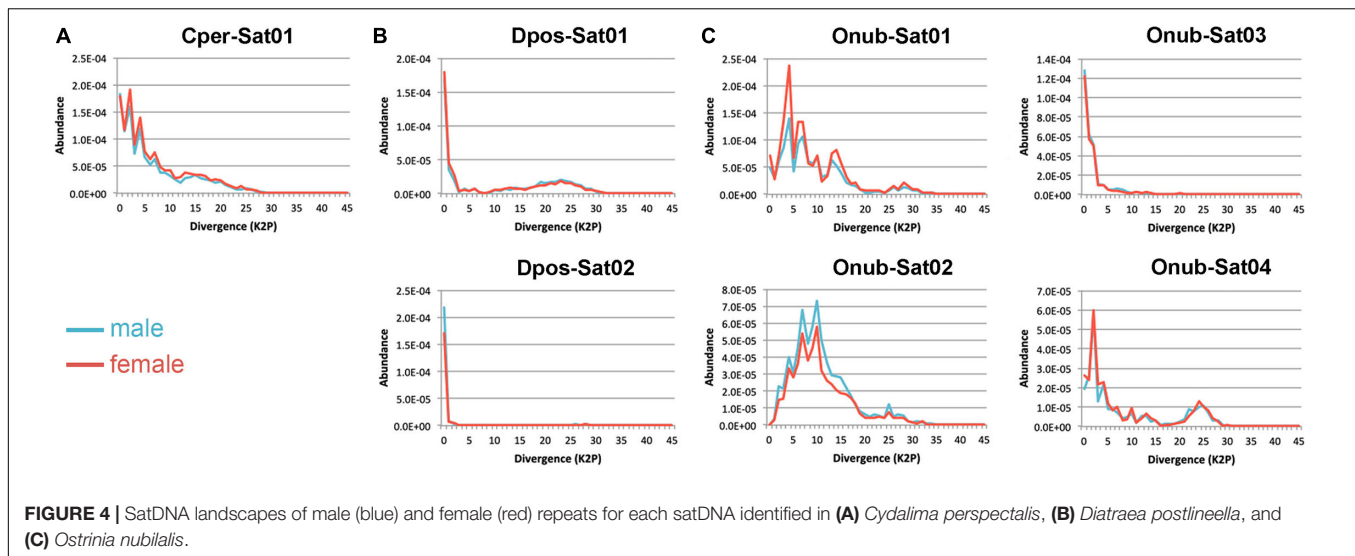 A
Cper-Sat01
2.5E-04
2.0E-04
1.5E-04
1.0E-04
5.0E-05
0.0E+00
Abundance
0 5 10 15 20 25 30 35 40 45
Divergence (K2P)
B
Dpos-Sat01
2.0E-04
1.5E-04
1.0E-04
5.0E-05
0.0E+00
Abundance
0 5 10 15 20 25 30 35 40 45
Divergence (K2P)
C
Onub-Sat01
2.5E-04
2.0E-04
1.5E-04
1.0E-04
5.0E-05
0.0E+00
Abundance
0 5 10 15 20 25 30 35 40 45
Divergence (K2P)
Onub-Sat03
1.4E-04
1.2E-04
1.0E-04
8.0E-05
6.0E-05
4.0E-05
2.0E-05
0.0E+00
Abundance
0 5 10 15 20 25 30 35 40 45
Divergence (K2P)
male
female
Dpos-Sat02
2.5E-04
2.0E-04
1.5E-04
1.0E-04
5.0E-05
0.0E+00
Abundance
0 5 10 15 20 25 30 35 40 45
Divergence (K2P)
Onub-Sat02
8.0E-05
7.0E-05
6.0E-05
5.0E-05
4.0E-05
3.0E-05
2.0E-05
1.0E-05
0.0E+00
Abundance
0 5 10 15 20 25 30 35 40 45
Divergence (K2P)
Onub-Sat04
7.0E-05
6.0E-05
5.0E-05
4.0E-05
3.0E-05
2.0E-05
1.0E-05
0.0E+00
Abundance
0 5 10 15 20 25 30 35 40 45
Divergence (K2P)
FIGURE 4 | SatDNA landscapes of male (blue) and female (red) repeats for each satDNA identified in (A) Cydalima perspectalis, (B) Diatraea postlineella, and
(C) Ostrinia nubilalis.